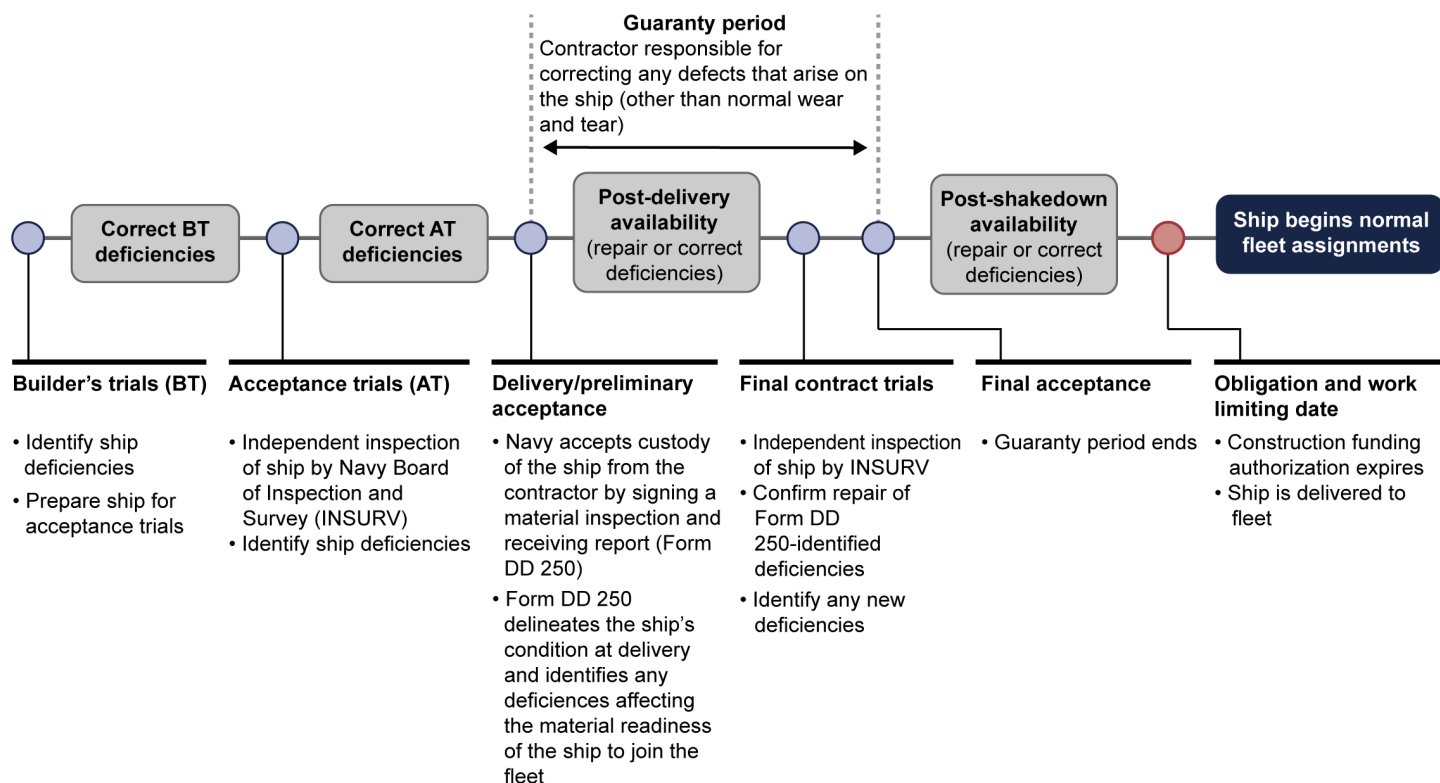 Guaranty period
Contractor responsible for
correcting any defects that arise on
the ship (other than normal wear
and tear)
Correct BT
deficiencies
Correct AT
deficiencies
Post-delivery
availability
(repair or correct
deficiencies)
Post-shakedown
availability
(repair or correct
deficiencies)
Ship begins normal
fleet assignments
Builder's trials (BT)
• Identify ship
deficiencies
• Prepare ship for
acceptance trials
Acceptance trials (AT)
• Independent inspection
of ship by Navy Board
of Inspection and
Survey (INSURV)
• Identify ship deficiencies
Delivery/preliminary
acceptance
• Navy accepts custody
of the ship from the
contractor by signing a
material inspection and
receiving report (Form
DD 250)
• Form DD 250
delineates the ship's
condition at delivery
and identifies any
deficiences affecting
the material readiness
of the ship to join the
fleet
Final contract trials
• Independent inspection
of ship by INSURV
• Confirm repair of
Form DD
250-identified
deficiencies
• Identify any new
deficiencies
Final acceptance
• Guaranty period ends
Obligation and work
limiting date
• Construction funding
authorization expires
• Ship is delivered to
fleet